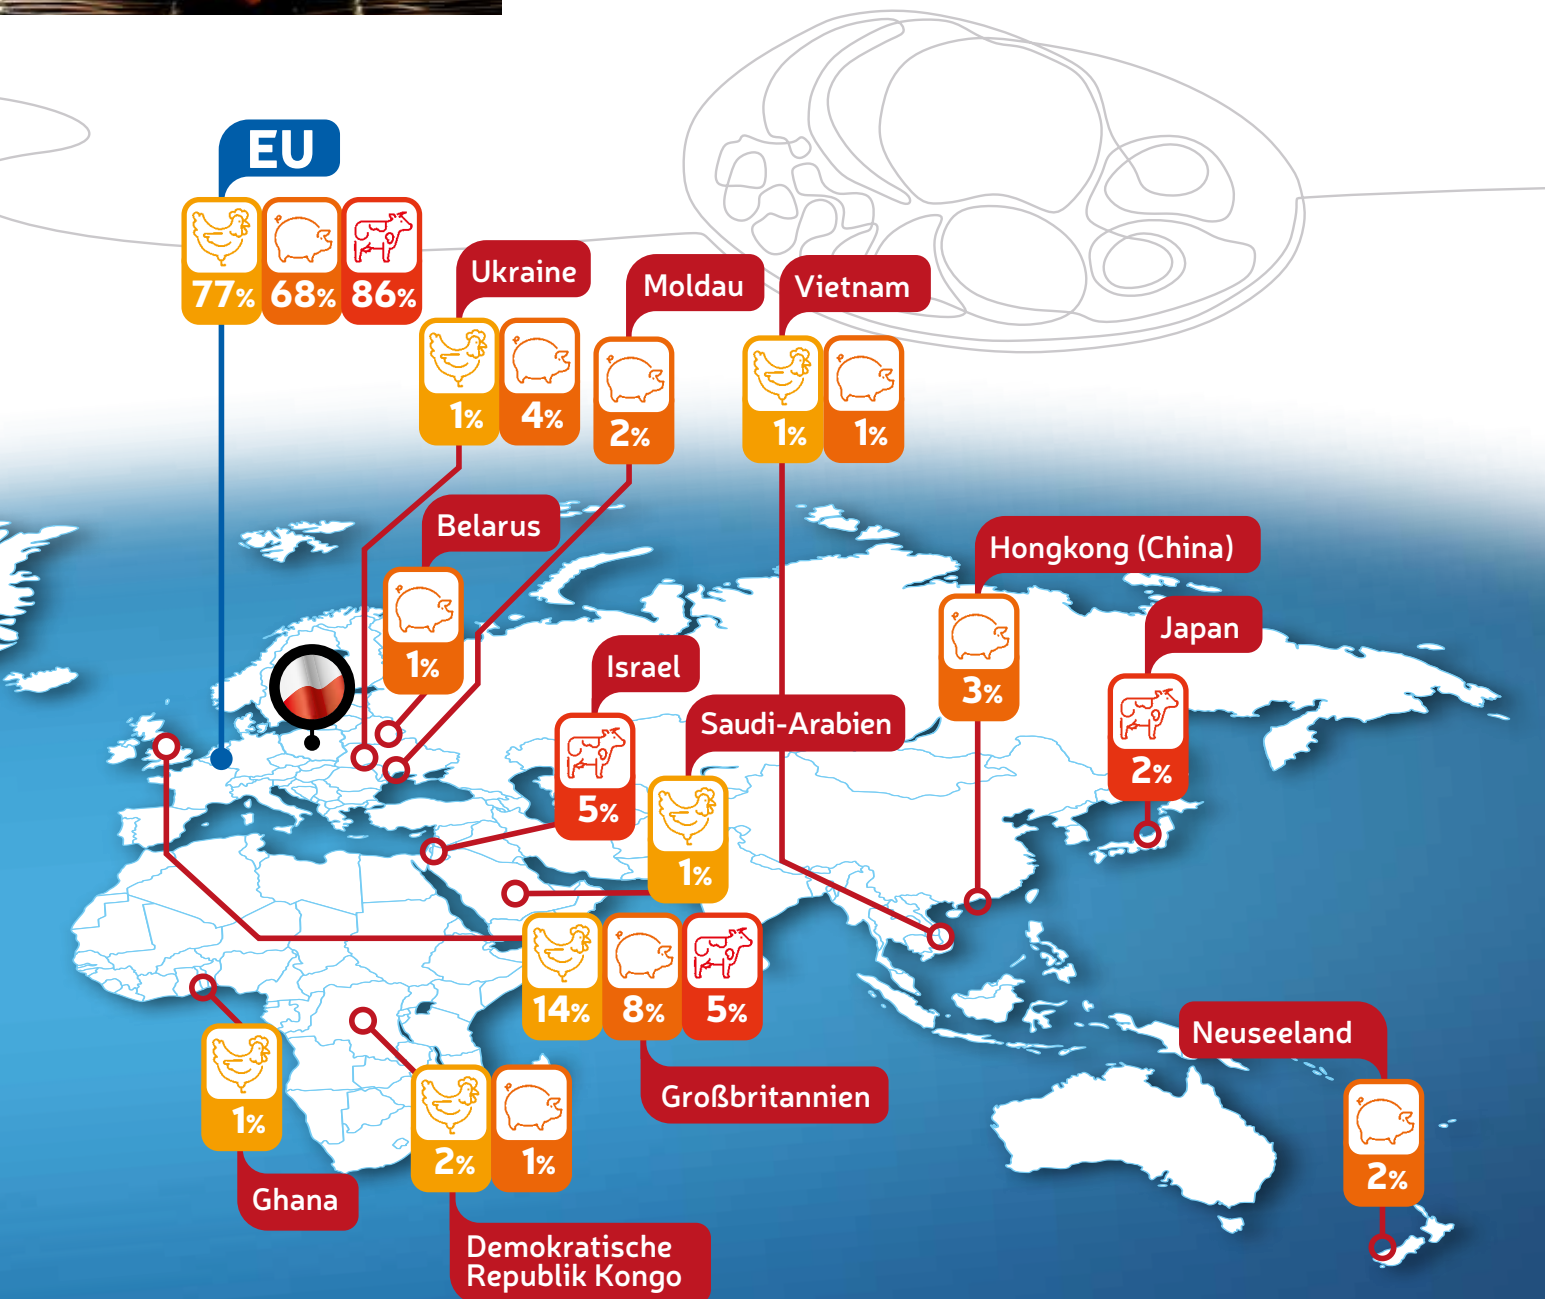 EU
77% 68% 86%
Ukraine
1% 4%
Moldau
2%
Vietnam
1% 1%
Belarus
1%
Hongkong (China)
3%
Japan
2%
Israel
5%
Saudi-Arabien
1%
14% 8% 5%
Großbritannien
1%
Ghana
2% 1%
Demokratische
Republik Kongo
Neuseeland
2%